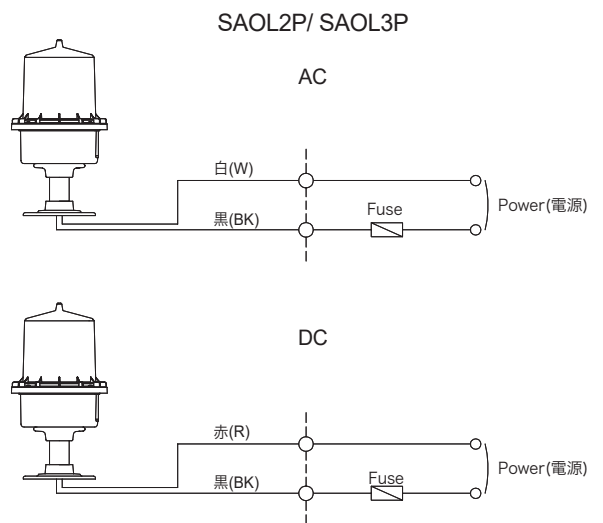 SAOL2P/ SAOL3P
AC
白(W)
黒(BK)
Fuse
Power(電源)
DC
赤(R)
黒(BK)
Fuse
Power(電源)